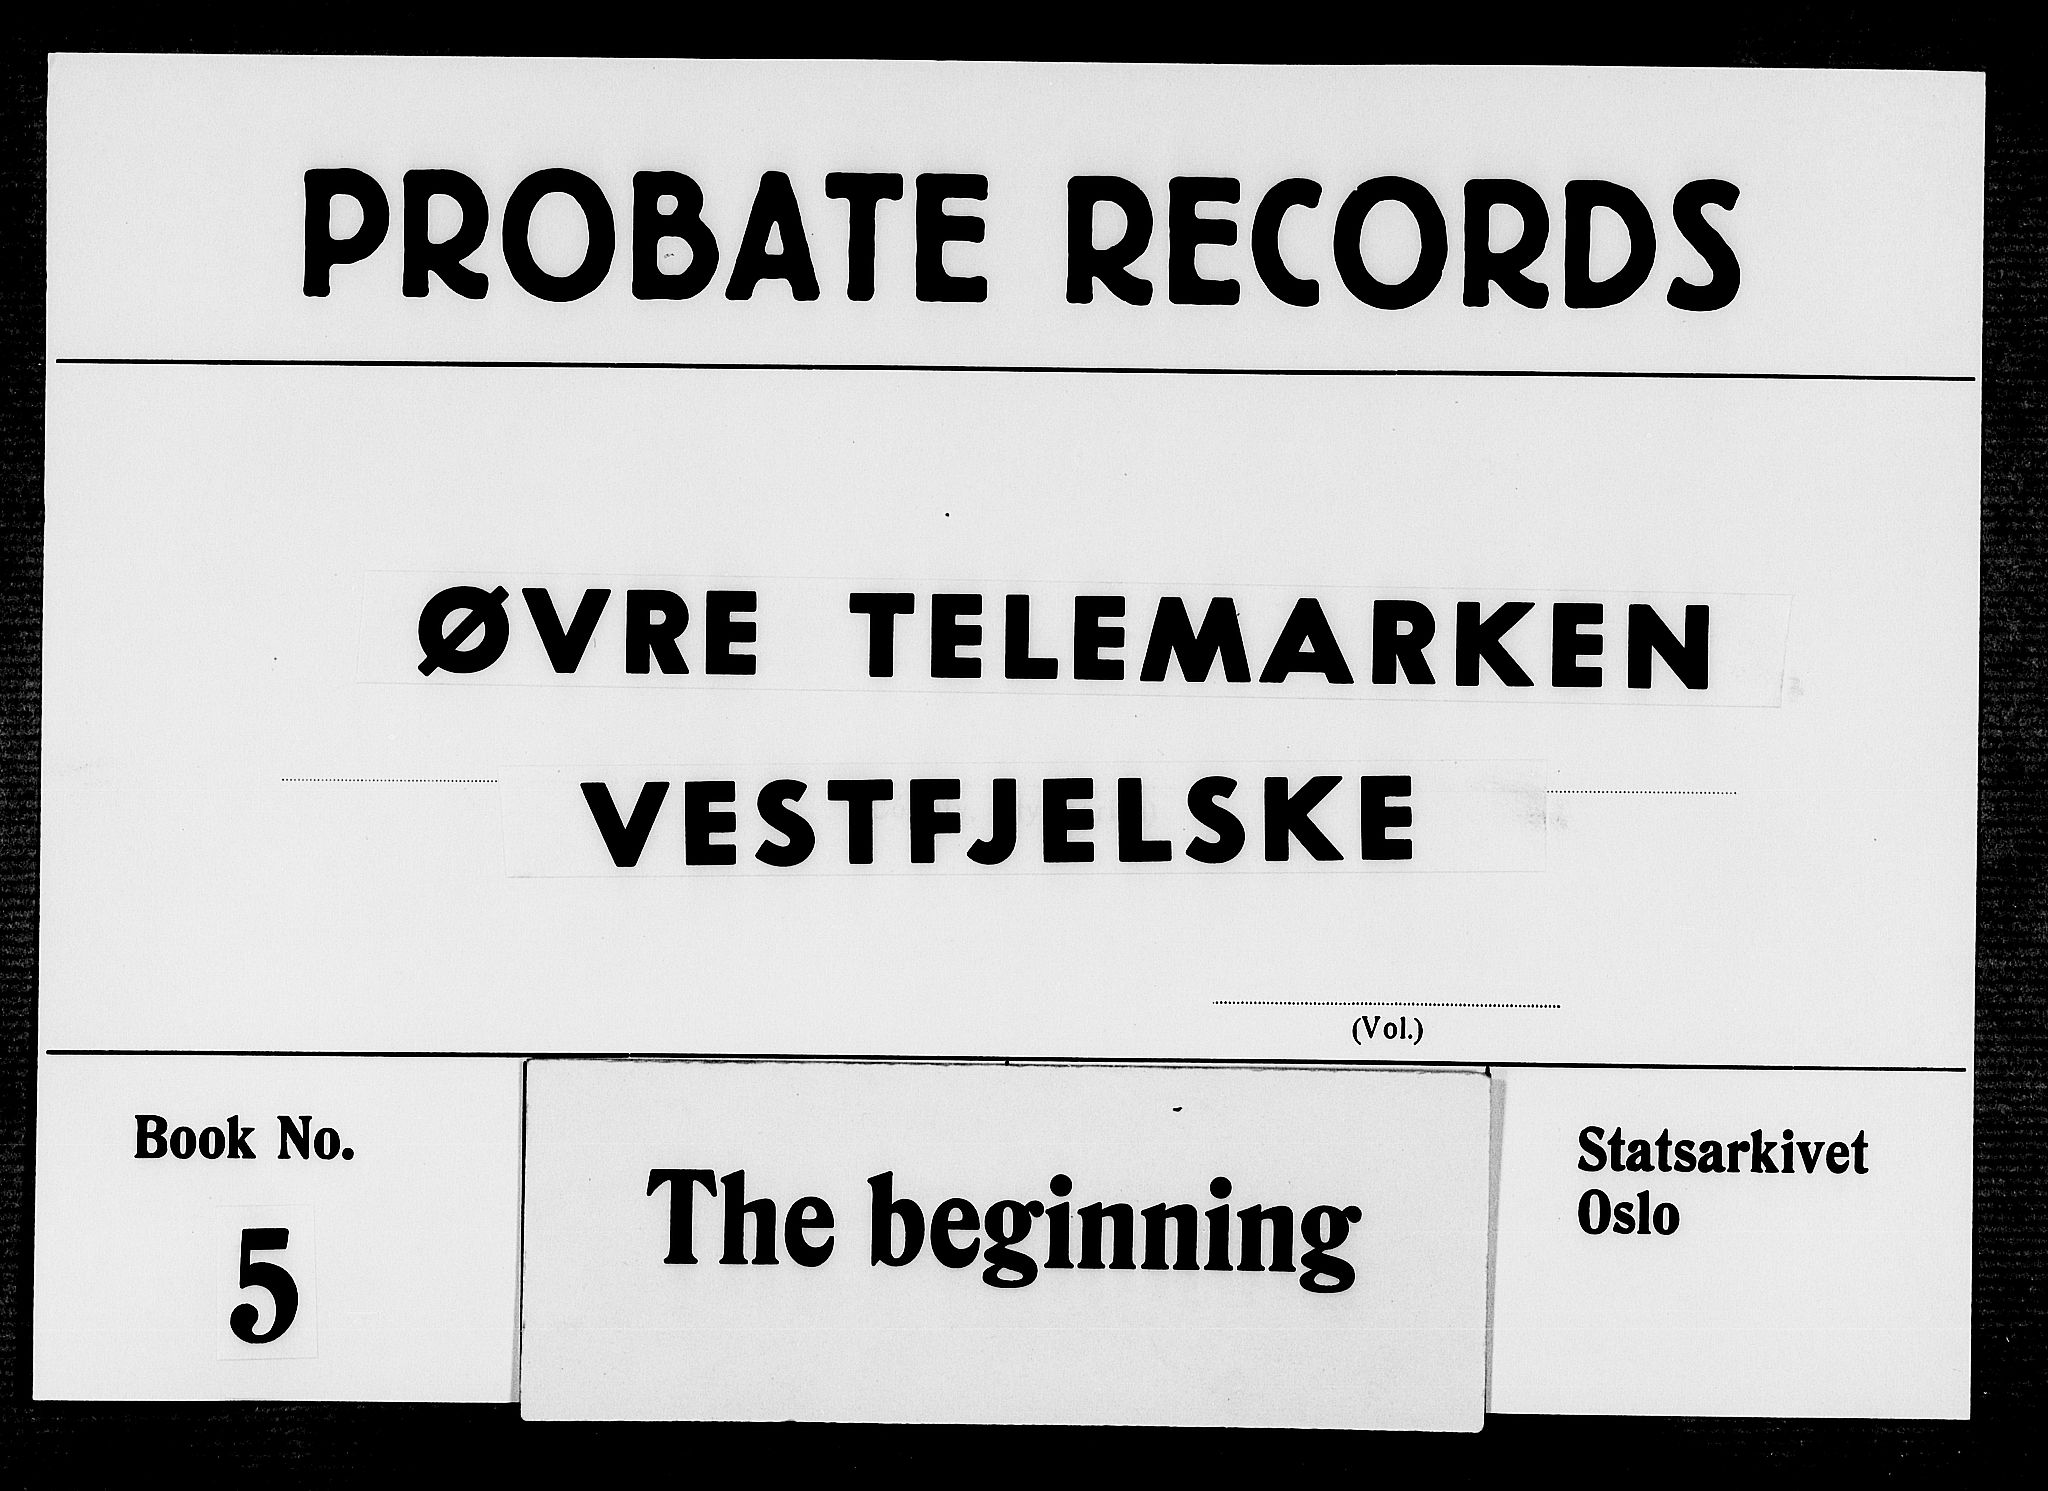 PROBATE RECORDS
ØVRE TELEMARKEN
VESTFJELSKE
(Vol.)
Book No.
5
The beginning
Statsarkivet
Oslo